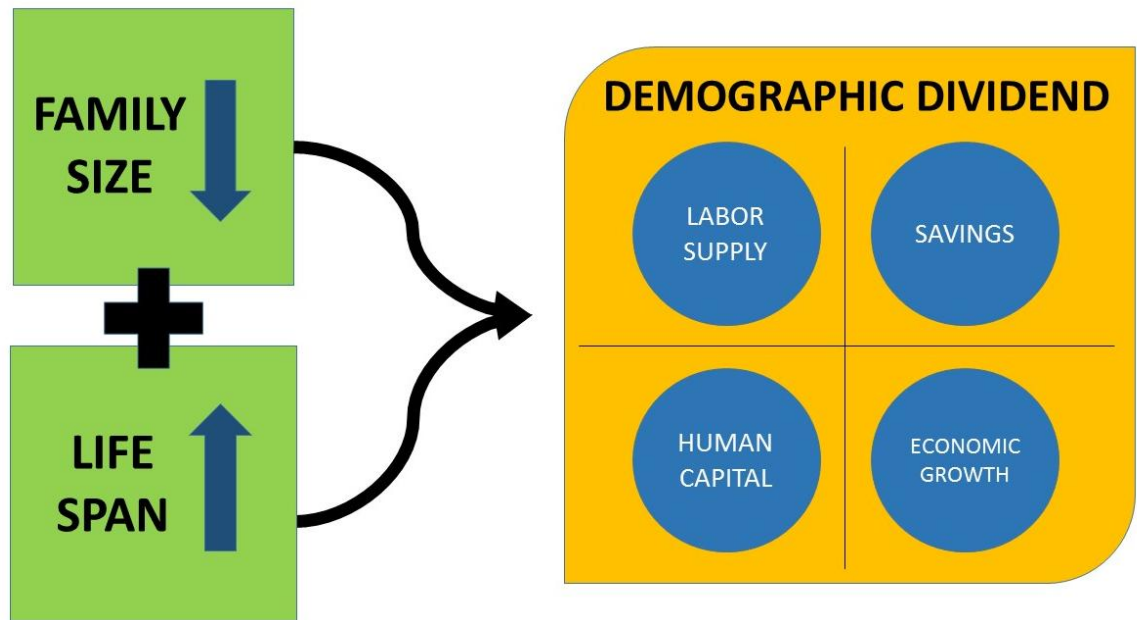 FAMILY
SIZE
LIFE
SPAN
DEMOGRAPHIC DIVIDEND
LABOR
SUPPLY
SAVINGS
HUMAN
CAPITAL
ECONOMIC
GROWTH